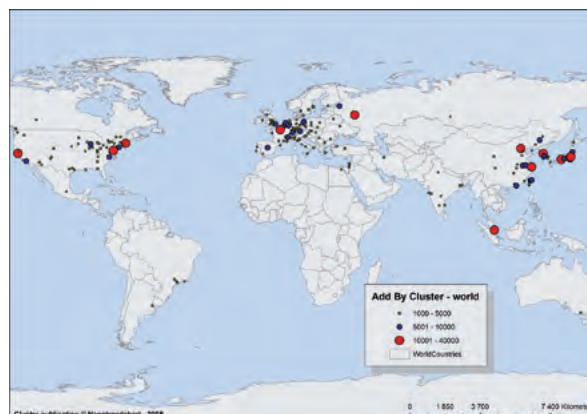 Add By Cluster - world
1000 - 5000
5001 - 10000
10001 - 40000
WorldCountries
0 1 850 3 700 7 400 Kilometers